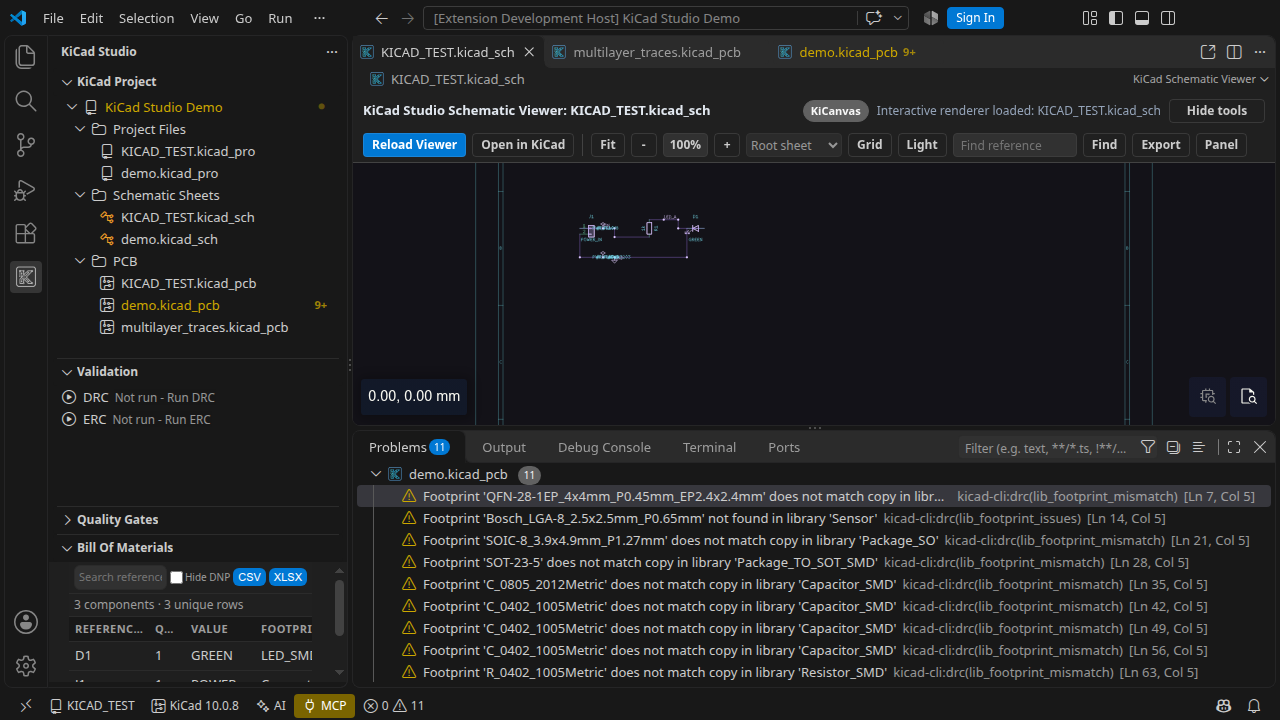 File Edit Selection View Go Run ··· [Extension Development Host] KiCad Studio Demo Sign In
KiCad Studio ···
KiCad Project
KiCad Studio Demo
Project Files
KICAD_TEST.kicad_pro
demo.kicad_pro
Schematic Sheets
KICAD_TEST.kicad_sch
demo.kicad_sch
PCB
KICAD_TEST.kicad_pcb
demo.kicad_pcb 9+
multilayer_traces.kicad_pcb
Validation
DRC Not run - Run DRC
ERC Not run - Run ERC
Quality Gates
Bill Of Materials
Search reference Hide DNP CSV XLSX
3 components · 3 unique rows
REFERENC... Q... VALUE FOOTPRI
D1 1 GREEN LED_SMI
KICAD_TEST.kicad_sch multilayer_traces.kicad_pcb demo.kicad_pcb 9+
KICAD_TEST.kicad_sch KiCad Schematic Viewer
KiCad Studio Schematic Viewer: KICAD_TEST.kicad_sch KiCanvas Interactive renderer loaded: KICAD_TEST.kicad_sch Hide tools
Reload Viewer Open in KiCad Fit - 100% + Root sheet Grid Light Find reference Find Export Panel
GREEN
0.00, 0.00 mm
Problems 11 Output Debug Console Terminal Ports Filter (e.g. text, **/*.ts, !**/...
demo.kicad_pcb 11
Footprint 'QFN-28-1EP_4x4mm_P0.45mm_EP2.4x2.4mm' does not match copy in libr... kicad-cli:drc(lib_footprint_mismatch) [Ln 7, Col 5]
Footprint 'Bosch_LGA-8_2.5x2.5mm_P0.65mm' not found in library 'Sensor' kicad-cli:drc(lib_footprint_issues) [Ln 14, Col 5]
Footprint 'SOIC-8_3.9x4.9mm_P1.27mm' does not match copy in library 'Package_SO' kicad-cli:drc(lib_footprint_mismatch) [Ln 21, Col 5]
Footprint 'SOT-23-5' does not match copy in library 'Package_TO_SOT_SMD' kicad-cli:drc(lib_footprint_mismatch) [Ln 28, Col 5]
Footprint 'C_0805_2012Metric' does not match copy in library 'Capacitor_SMD' kicad-cli:drc(lib_footprint_mismatch) [Ln 35, Col 5]
Footprint 'C_0402_1005Metric' does not match copy in library 'Capacitor_SMD' kicad-cli:drc(lib_footprint_mismatch) [Ln 42, Col 5]
Footprint 'C_0402_1005Metric' does not match copy in library 'Capacitor_SMD' kicad-cli:drc(lib_footprint_mismatch) [Ln 49, Col 5]
Footprint 'C_0402_1005Metric' does not match copy in library 'Capacitor_SMD' kicad-cli:drc(lib_footprint_mismatch) [Ln 56, Col 5]
Footprint 'R_0402_1005Metric' does not match copy in library 'Resistor_SMD' kicad-cli:drc(lib_footprint_mismatch) [Ln 63, Col 5]
KICAD_TEST KiCad 10.0.8 AI MCP 0 11